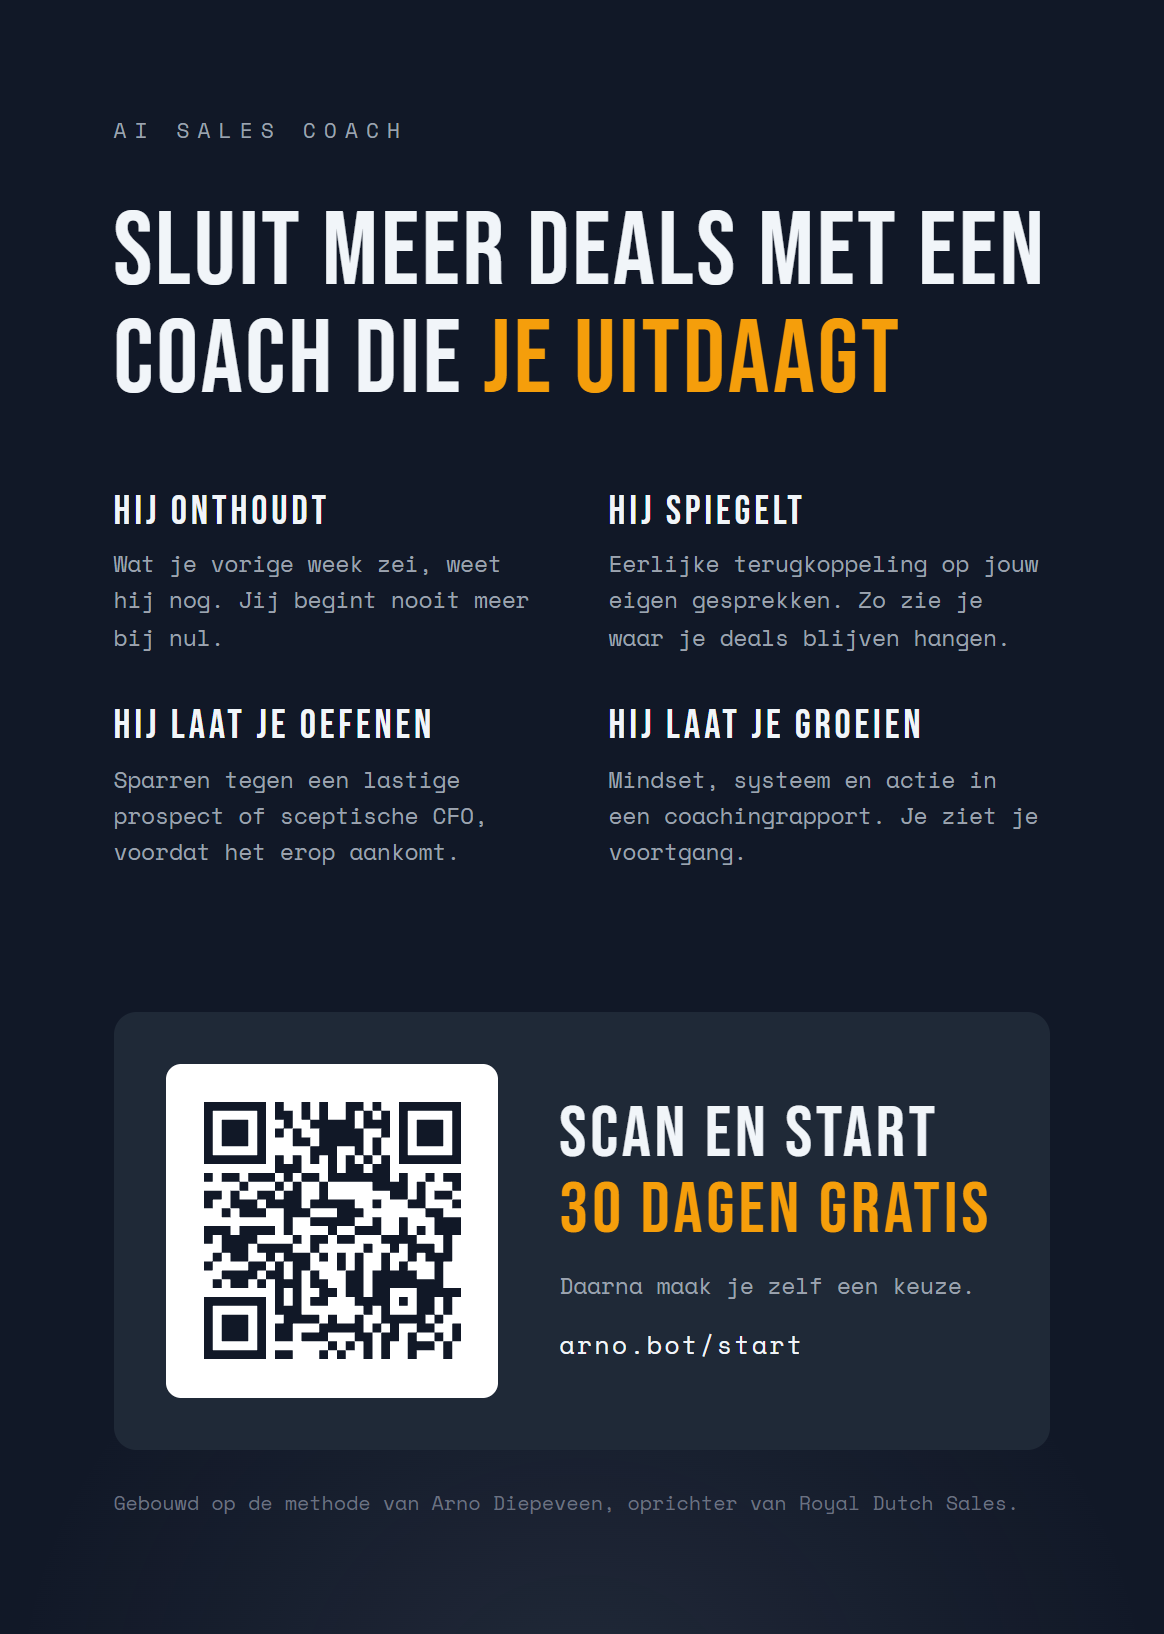 AI SALES COACH
SLUIT MEER DEALS MET EEN
COACH DIE JE UITDAAGT
HIJ ONTHOUDT
Wat je vorige week zei, weet
hij nog. Jij begint nooit meer
bij nul.
HIJ SPIEGELT
Eerlijke terugkoppeling op jouw
eigen gesprekken. Zo zie je
waar je deals blijven hangen.
HIJ LAAT JE OEFENEN
Sparren tegen een lastige
prospect of sceptische CFO,
voordat het erop aankomt.
HIJ LAAT JE GROEIEN
Mindset, systeem en actie in
een coachingrapport. Je ziet je
voortgang.
SCAN EN START
30 DAGEN GRATIS
Daarna maak je zelf een keuze.
arno.bot/start
Gebouwd op de methode van Arno Diepeveen, oprichter van Royal Dutch Sales.